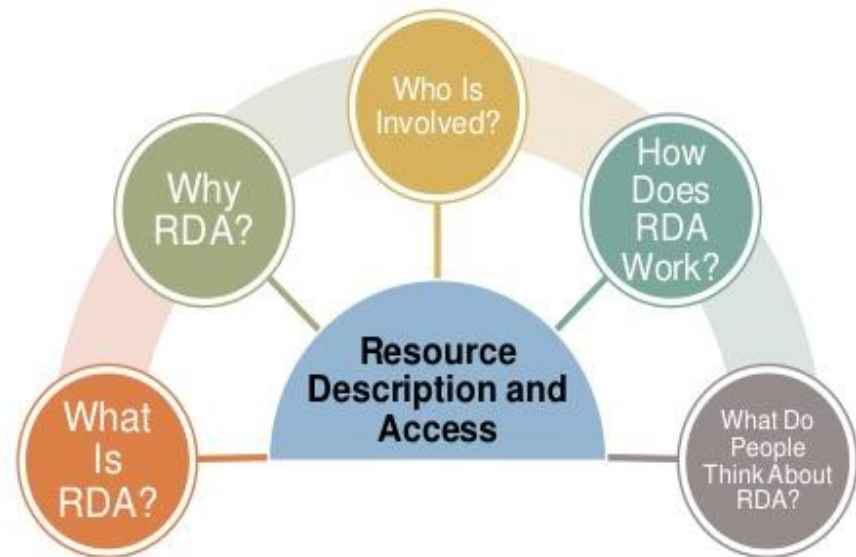 What
Is
RDA?
Why
RDA?
Who Is
Involved?
How
Does
RDA
Work?
What Do
People
Think About
RDA?
Resource
Description and
Access